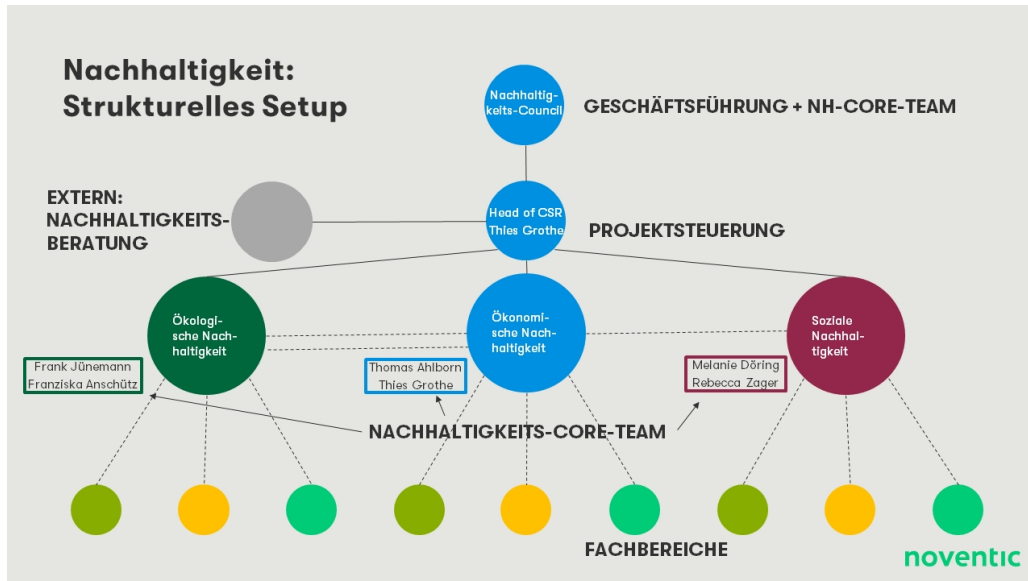 Nachhaltigkeit:
Strukturelles Setup
Nachhaltig-
keits-Council
GESCHÄFTSFÜHRUNG + NH-CORE-TEAM
EXTERN:
NACHHALTIGKEITS-
BERATUNG
Head of CSR
Thies Grothe
PROJEKTSTEUERUNG
Ökologi-
sche Nach-
haltigkeit
Ökonomi-
sche Nach-
haltigkeit
Soziale
Nachhal-
tigkeit
Frank Jünemann
Franziska Anschütz
Thomas Ahlborn
Thies Grothe
Melanie Döring
Rebecca Zager
NACHHALTIGKEITS-CORE-TEAM
FACHBEREICHE
noventic